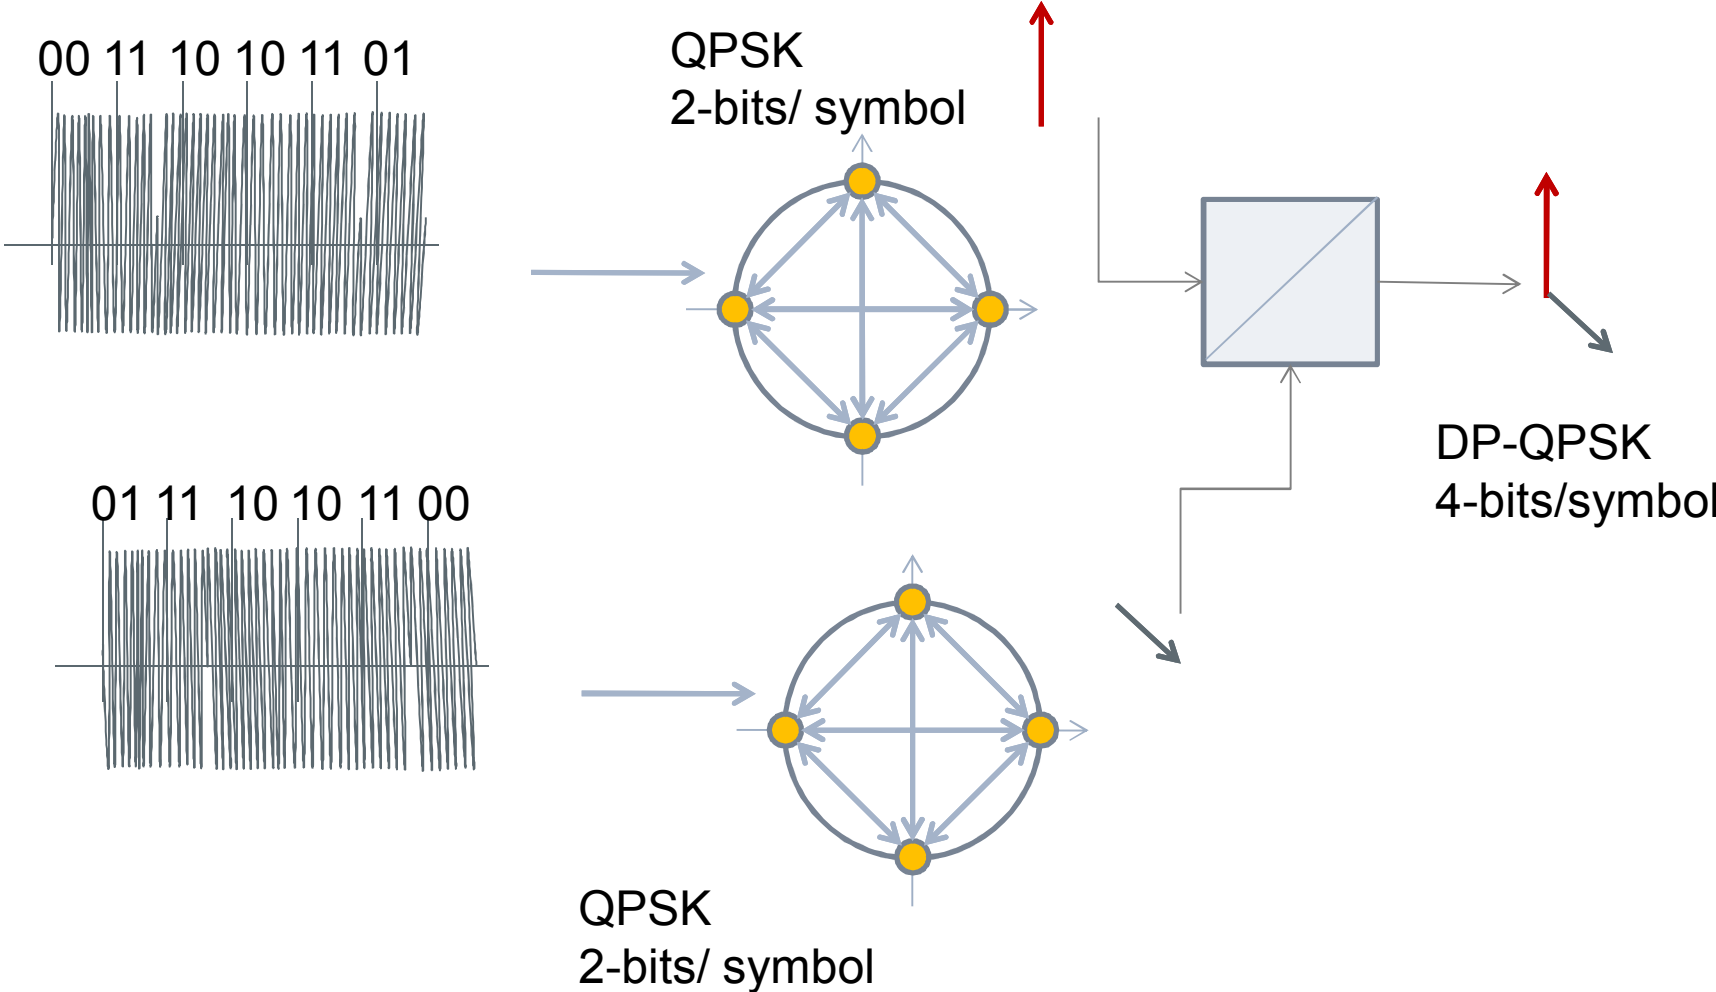 00 11 10 10 11 01
QPSK
2-bits/ symbol
DP-QPSK
4-bits/symbol
01 11 10 10 11 00
QPSK
2-bits/ symbol